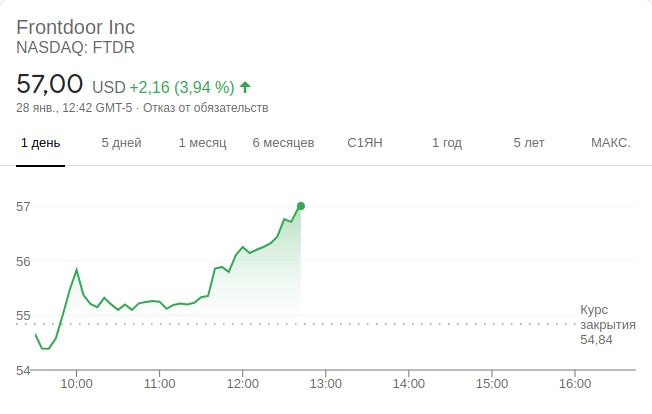 Frontdoor Inc
NASDAQ: FTDR
57,00 USD +2,16 (3,94 %)
28 янв., 12:42 GMT-5 · Отказ от обязательств
1 день 5 дней 1 месяц 6 месяцев С1ЯН 1 год 5 лет МАКС.
57
56
55
54
Курс
закрытия
54,84
10:00 11:00 12:00 13:00 14:00 15:00 16:00